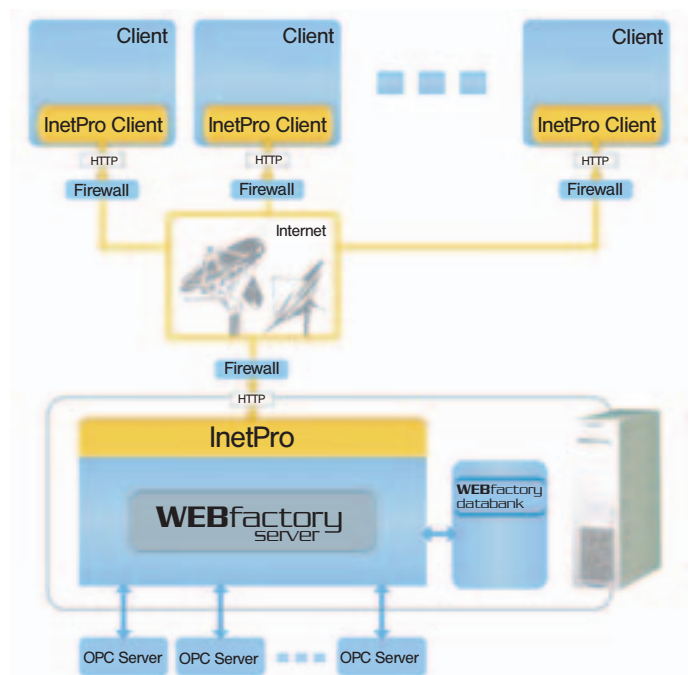 Client
Client
Client
InetPro Client
InetPro Client
InetPro Client
HTTP
HTTP
HTTP
Firewall
Firewall
Firewall
Internet
Firewall
HTTP
InetPro
WEBfactory
server
WEBfactory
databank
OPC Server
OPC Server
OPC Server